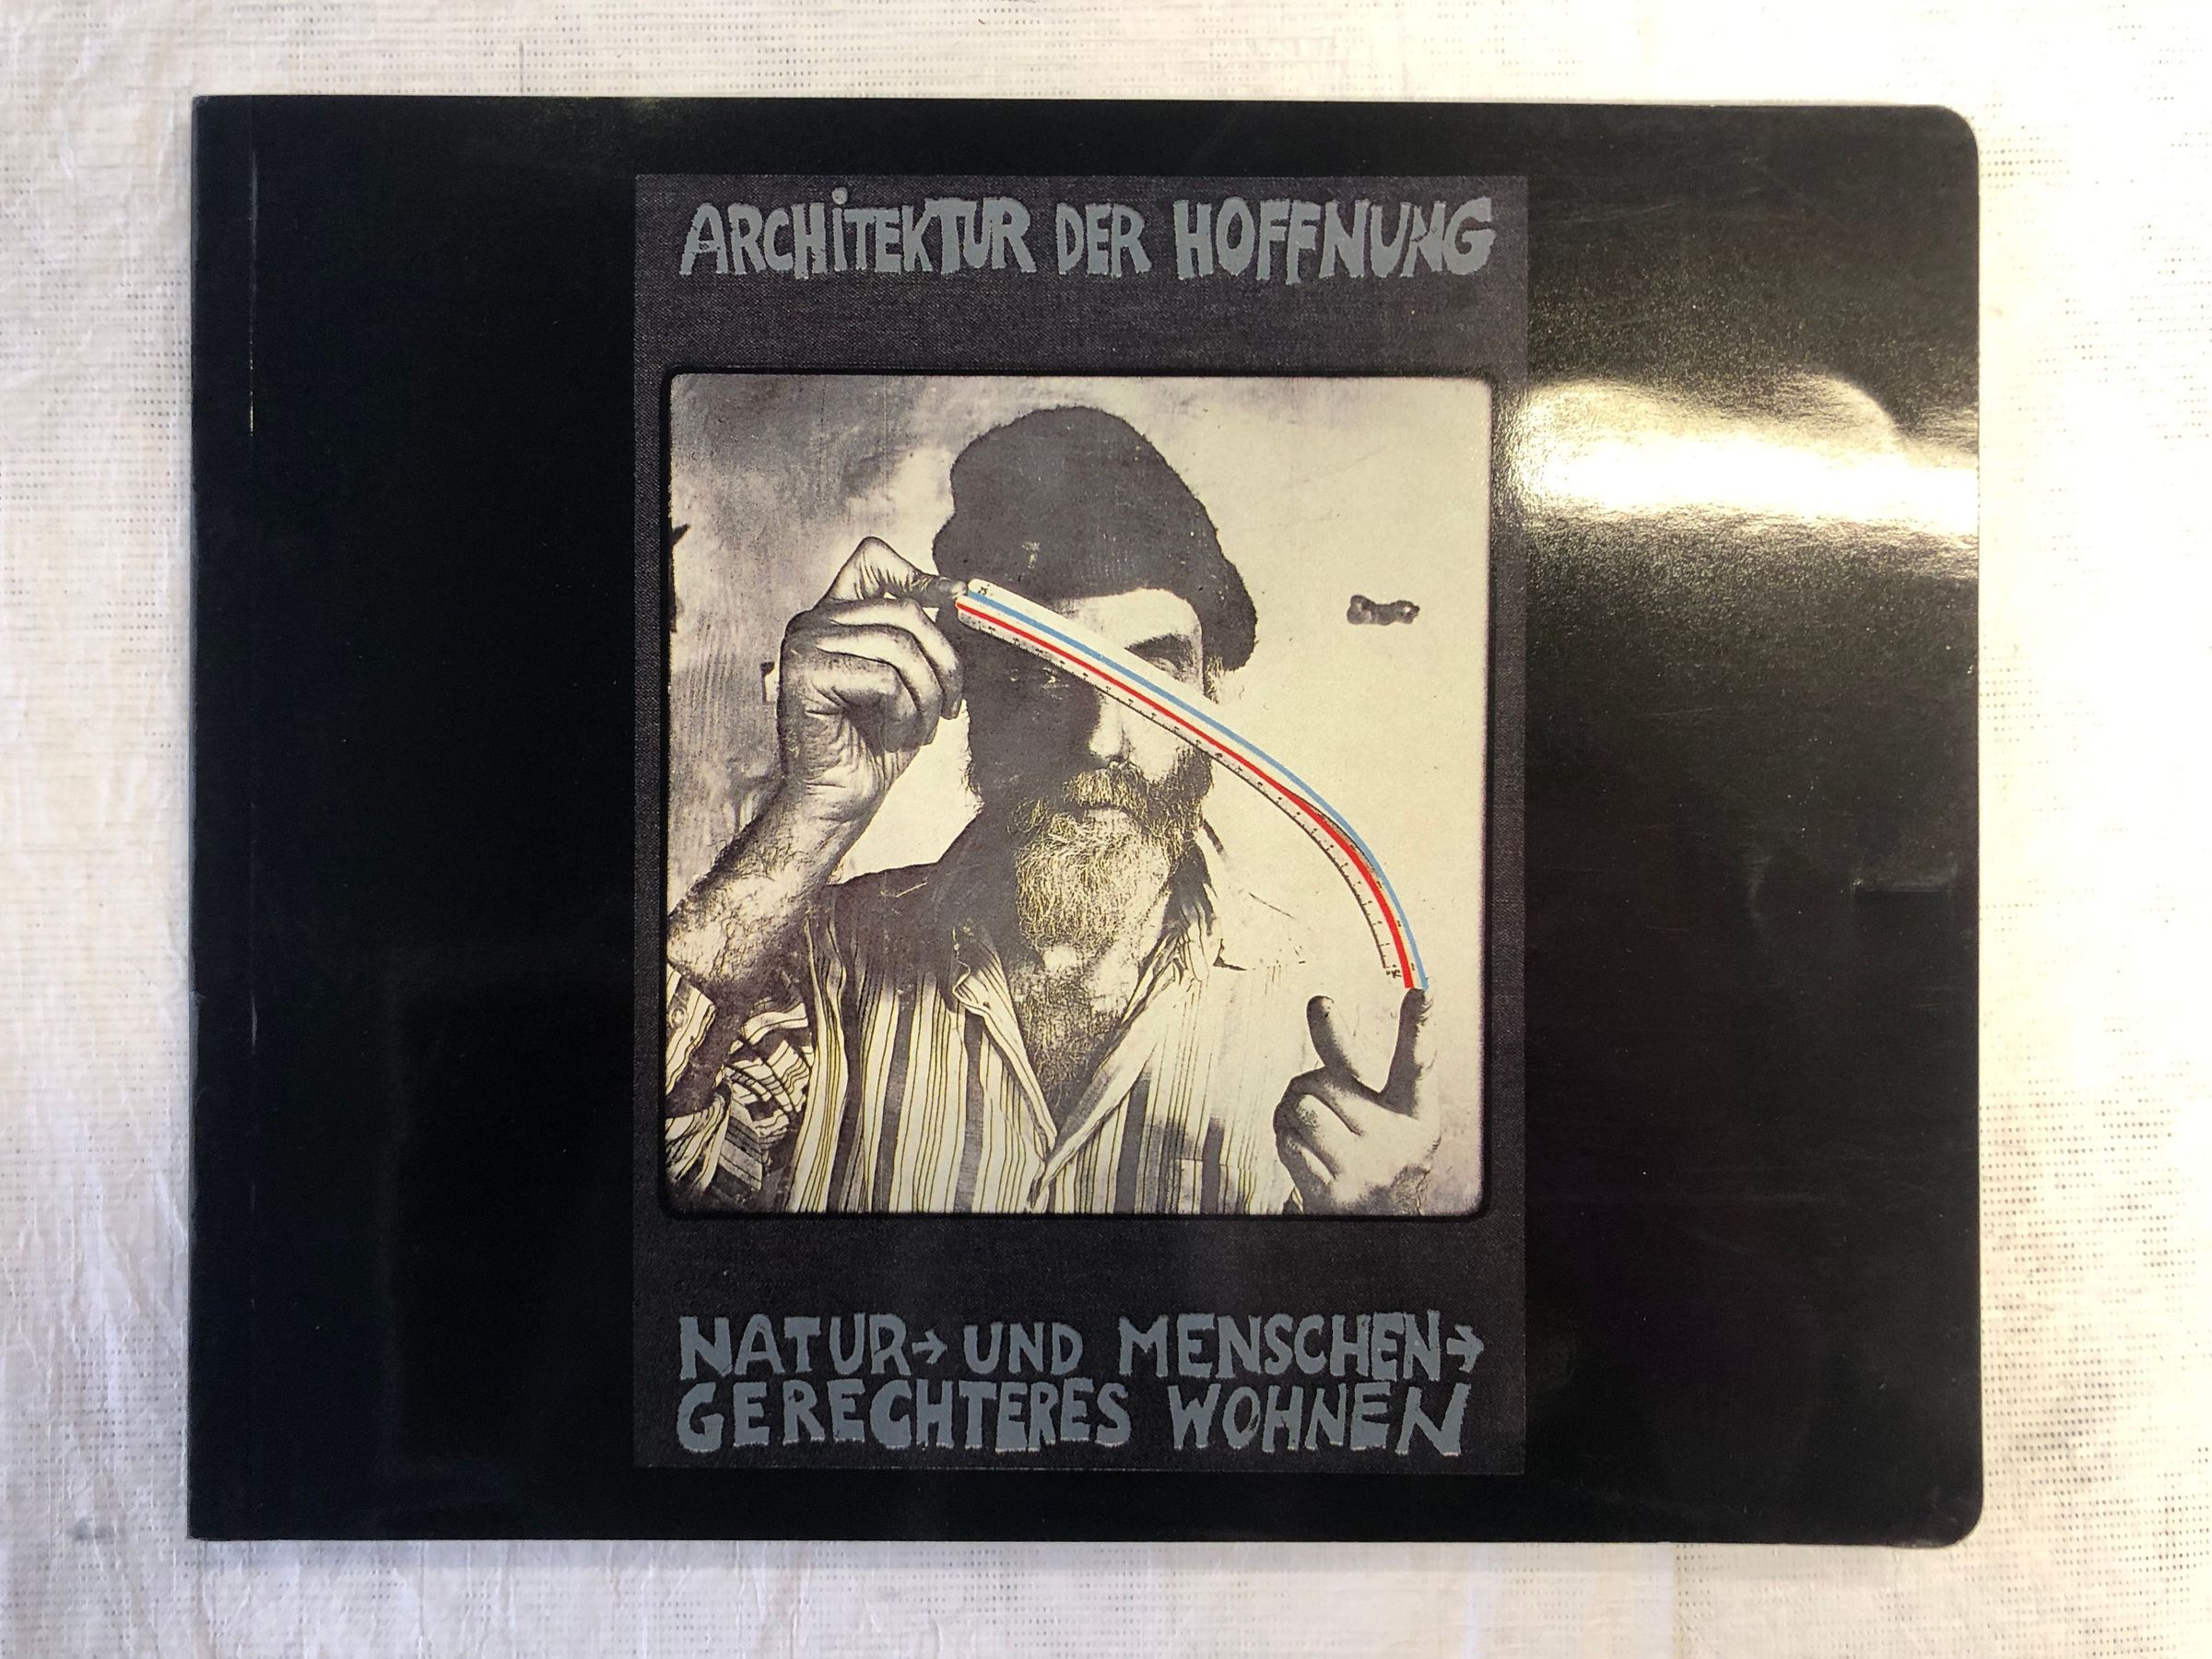 ARCHiTEKTUR DER HOFFNUNG
NATUR→ UND MENSCHEN→
GERECHTERES WOHNEN